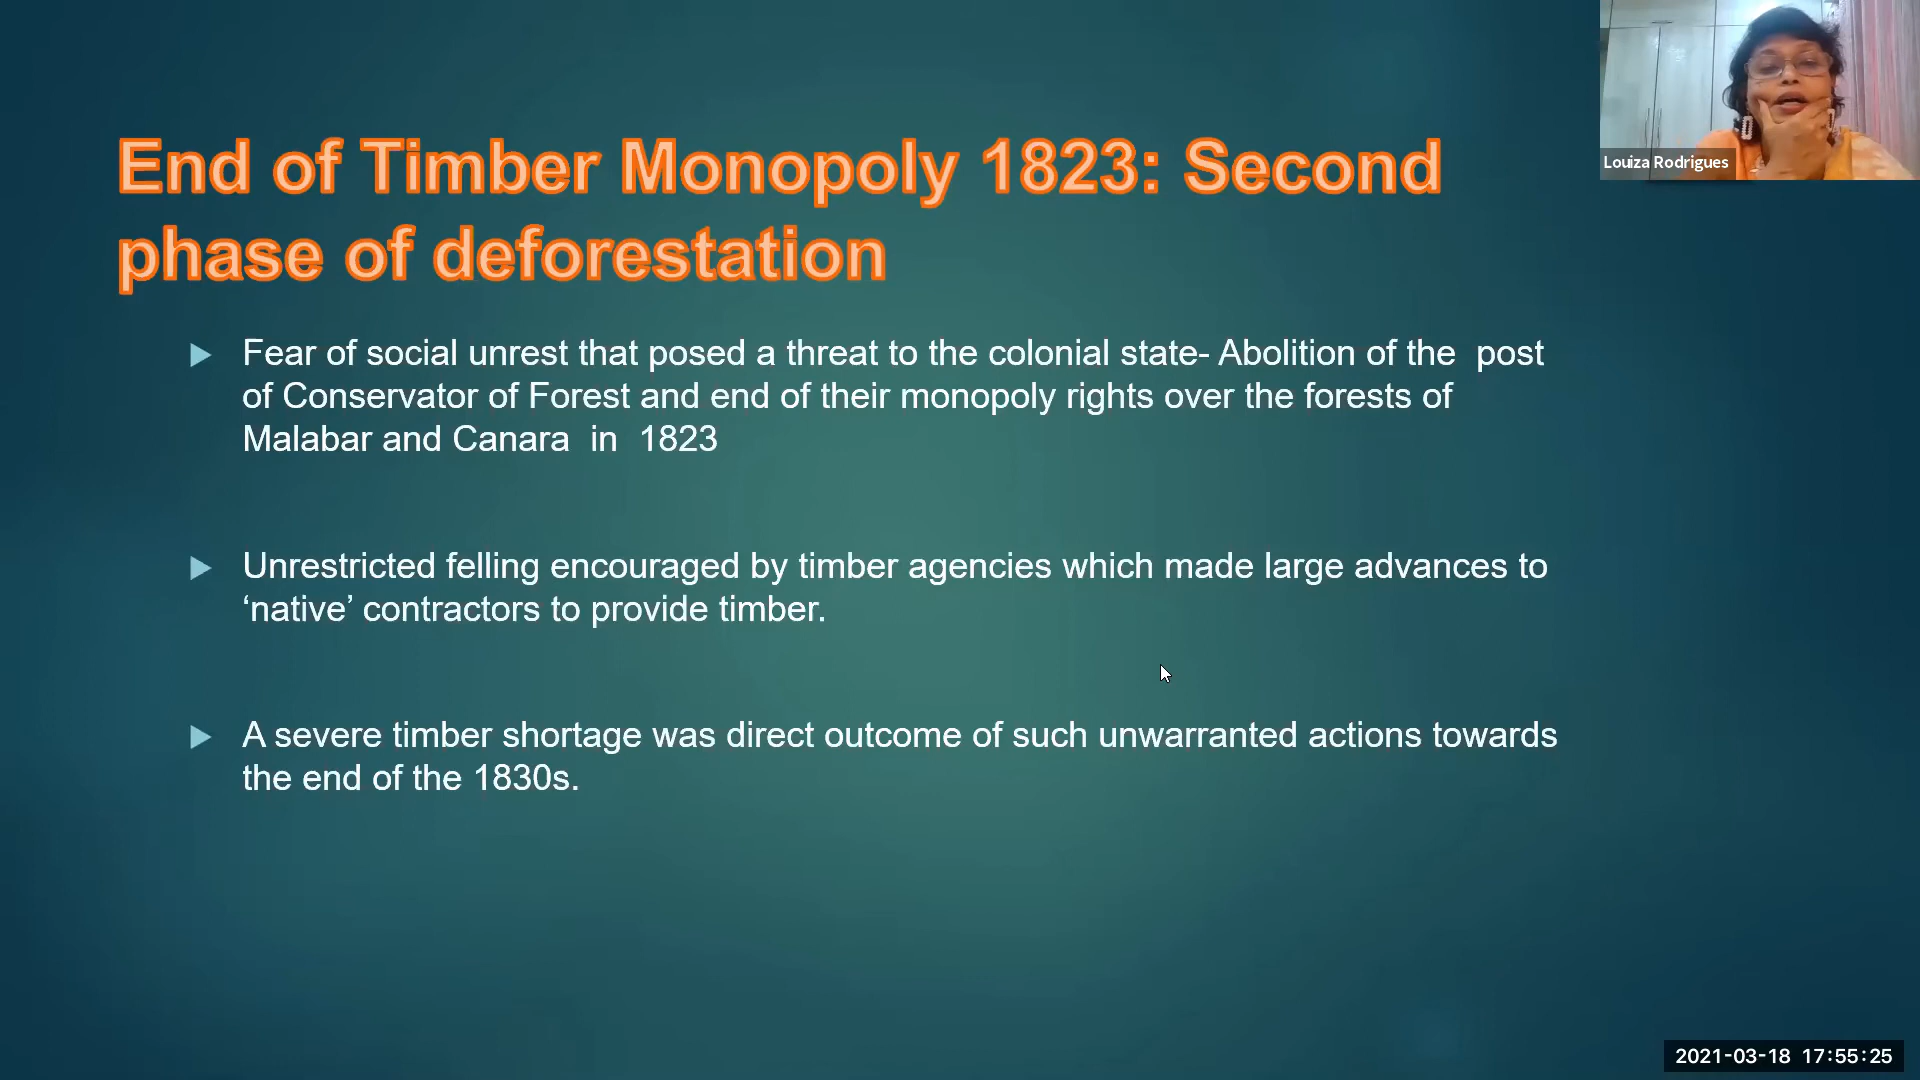 End of Timber Monopoly 1823: Second
phase of deforestation
Fear of social unrest that posed a threat to the colonial state- Abolition of the  post
of Conservator of Forest and end of their monopoly rights over the forests of
Malabar and Canara  in  1823
Unrestricted felling encouraged by timber agencies which made large advances to
‘native’ contractors to provide timber.
A severe timber shortage was direct outcome of such unwarranted actions towards
the end of the 1830s.
Louiza Rodrigues
2021-03-18 17:55:25